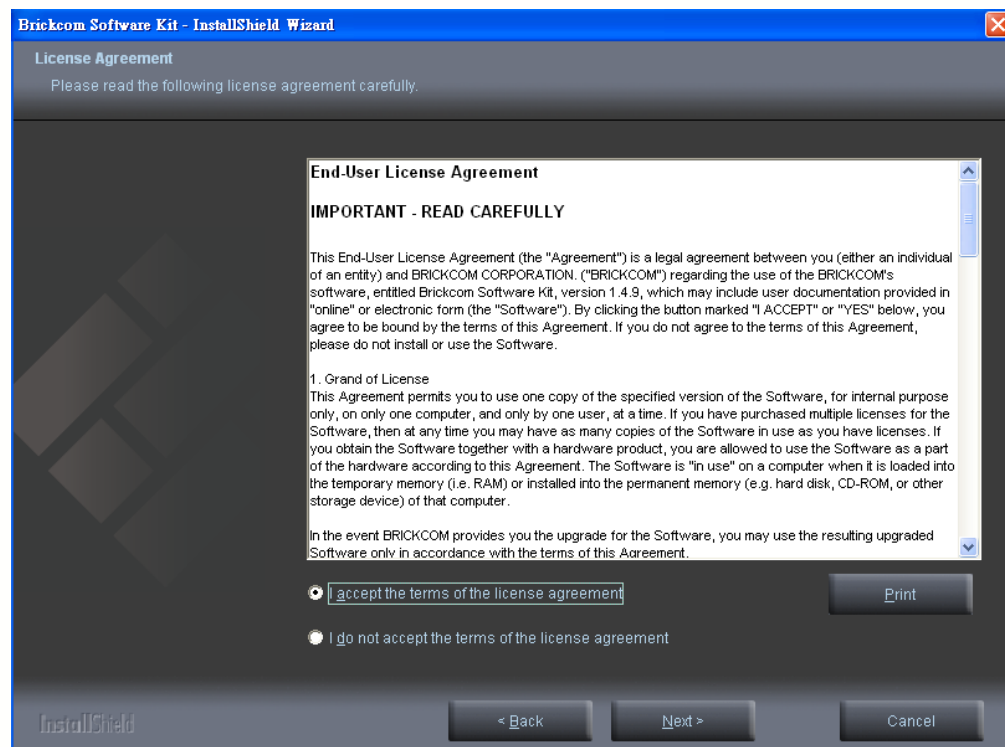 Brickcom Software Kit - InstallShield Wizard
License Agreement
Please read the following license agreement carefully.
End-User License Agreement
IMPORTANT - READ CAREFULLY
This End-User License Agreement (the "Agreement") is a legal agreement between you (either an individual
of an entity) and BRICKCOM CORPORATION. ("BRICKCOM") regarding the use of the BRICKCOM's
software, entitled Brickcom Software Kit, version 1.4.9, which may include user documentation provided in
"online" or electronic form (the "Software"). By clicking the button marked "I ACCEPT" or "YES" below, you
agree to be bound by the terms of this Agreement. If you do not agree to the terms of this Agreement,
please do not install or use the Software.
1. Grand of License
This Agreement permits you to use one copy of the specified version of the Software, for internal purpose
only, on only one computer, and only by one user, at a time. If you have purchased multiple licenses for the
Software, then at any time you may have as many copies of the Software in use as you have licenses. If
you obtain the Software together with a hardware product, you are allowed to use the Software as a part
of the hardware according to this Agreement. The Software is "in use" on a computer when it is loaded into
the temporary memory (i.e. RAM) or installed into the permanent memory (e.g. hard disk, CD-ROM, or other
storage device) of that computer.
In the event BRICKCOM provides you the upgrade for the Software, you may use the resulting upgraded
Software only in accordance with the terms of this Agreement.
I accept the terms of the license agreement
Print
I do not accept the terms of the license agreement
InstallShield
< Back
Next >
Cancel